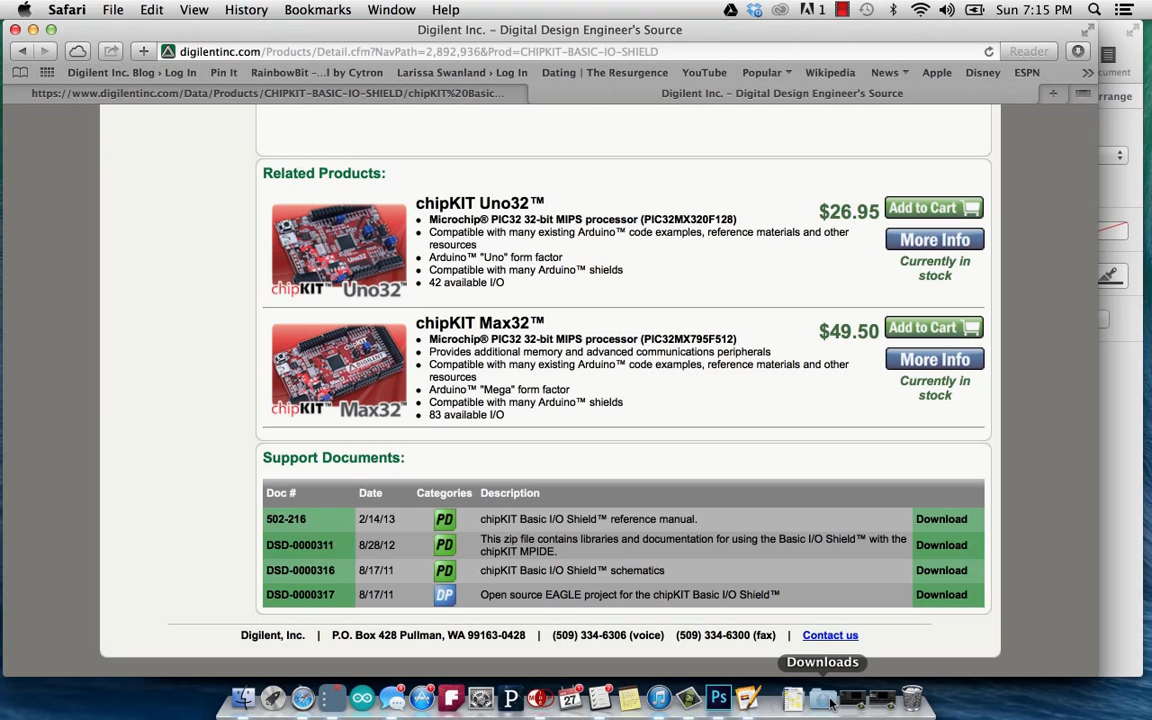 Safari File Edit View History Bookmarks Window Help 1 Sun 7:15 PM
Digilent Inc. – Digital Design Engineer's Source
digilentinc.com/Products/Detail.cfm?NavPath=2,892,936&Prod=CHIPKIT-BASIC-IO-SHIELD Reader
Digilent Inc. Blog › Log In Pin It RainbowBit -...l by Cytron Larissa Swanland › Log In Dating | The Resurgence YouTube Popular Wikipedia News Apple Disney ESPN cument
https://www.digilentinc.com/Data/Products/CHIPKIT-BASIC-IO-SHIELD/chipKIT%20Basic... Digilent Inc. – Digital Design Engineer's Source rrange
Related Products:
chipKIT Uno32™
• Microchip® PIC32 32-bit MIPS processor (PIC32MX320F128)
• Compatible with many existing Arduino™ code examples, reference materials and other
resources
• Arduino™ "Uno" form factor
• Compatible with many Arduino™ shields
• 42 available I/O
chipKIT Uno32™
$26.95 Add to Cart
More Info
Currently in
stock
chipKIT Max32™
• Microchip® PIC32 32-bit MIPS processor (PIC32MX795F512)
• Provides additional memory and advanced communications peripherals
• Compatible with many existing Arduino™ code examples, reference materials and other
resources
• Arduino™ "Mega" form factor
• Compatible with many Arduino™ shields
• 83 available I/O
chipKIT Max32™
$49.50 Add to Cart
More Info
Currently in
stock
Support Documents:
Doc # Date Categories Description
502-216 2/14/13 PD chipKIT Basic I/O Shield™ reference manual. Download
DSD-0000311 8/28/12 PD This zip file contains libraries and documentation for using the Basic I/O Shield™ with the
chipKIT MPIDE. Download
DSD-0000316 8/17/11 PD chipKIT Basic I/O Shield™ schematics Download
DSD-0000317 8/17/11 DP Open source EAGLE project for the chipKIT Basic I/O Shield™ Download
Digilent, Inc. | P.O. Box 428 Pullman, WA 99163-0428 | (509) 334-6306 (voice) (509) 334-6300 (fax) | Contact us
Downloads
27 Ps